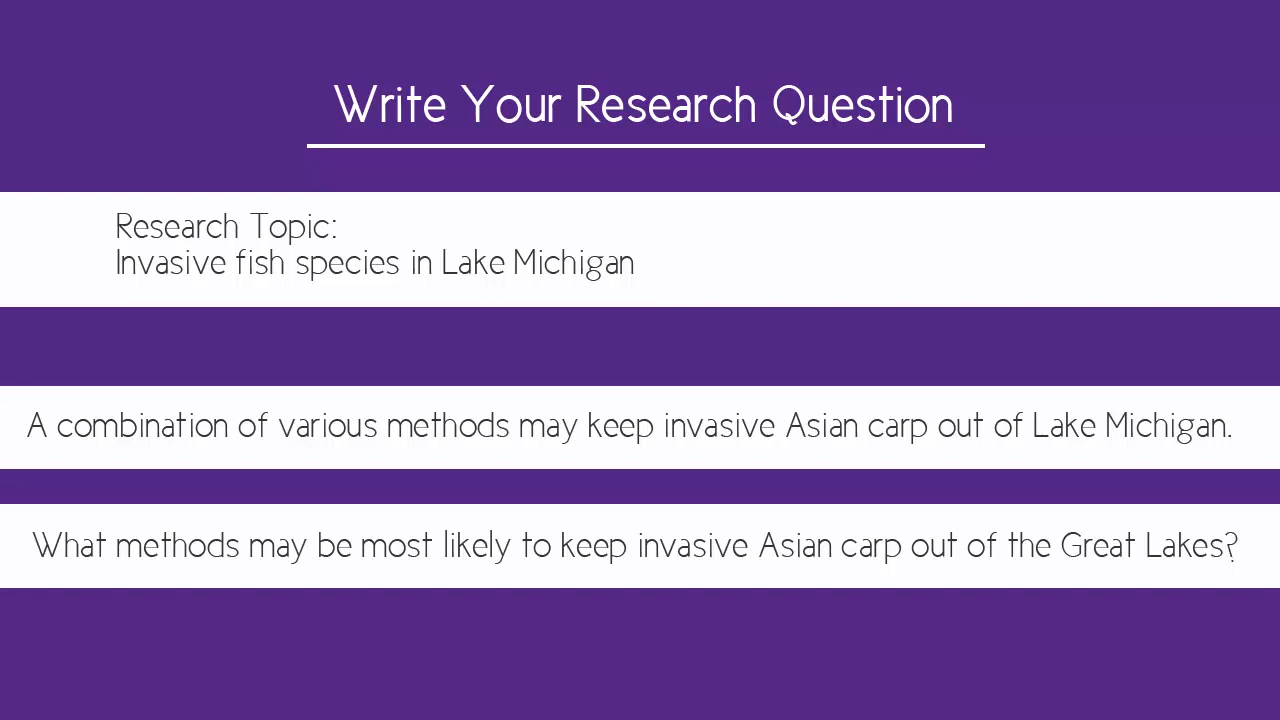 Write Your Research Question
Research Topic:
Invasive fish species in Lake Michigan
A combination of various methods may keep invasive Asian carp out of Lake Michigan.
What methods may be most likely to keep invasive Asian carp out of the Great Lakes?